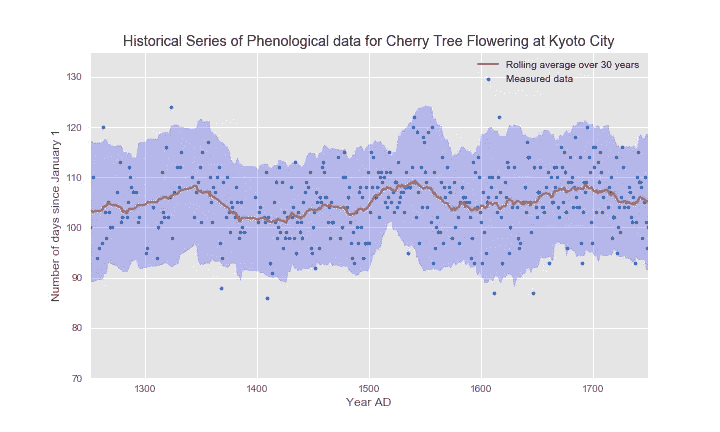 Historical Series of Phenological data for Cherry Tree Flowering at Kyoto City
Rolling average over 30 years
Measured data
Number of days since January 1
130
120
110
100
90
80
70
1300
1400
1500
1600
1700
Year AD